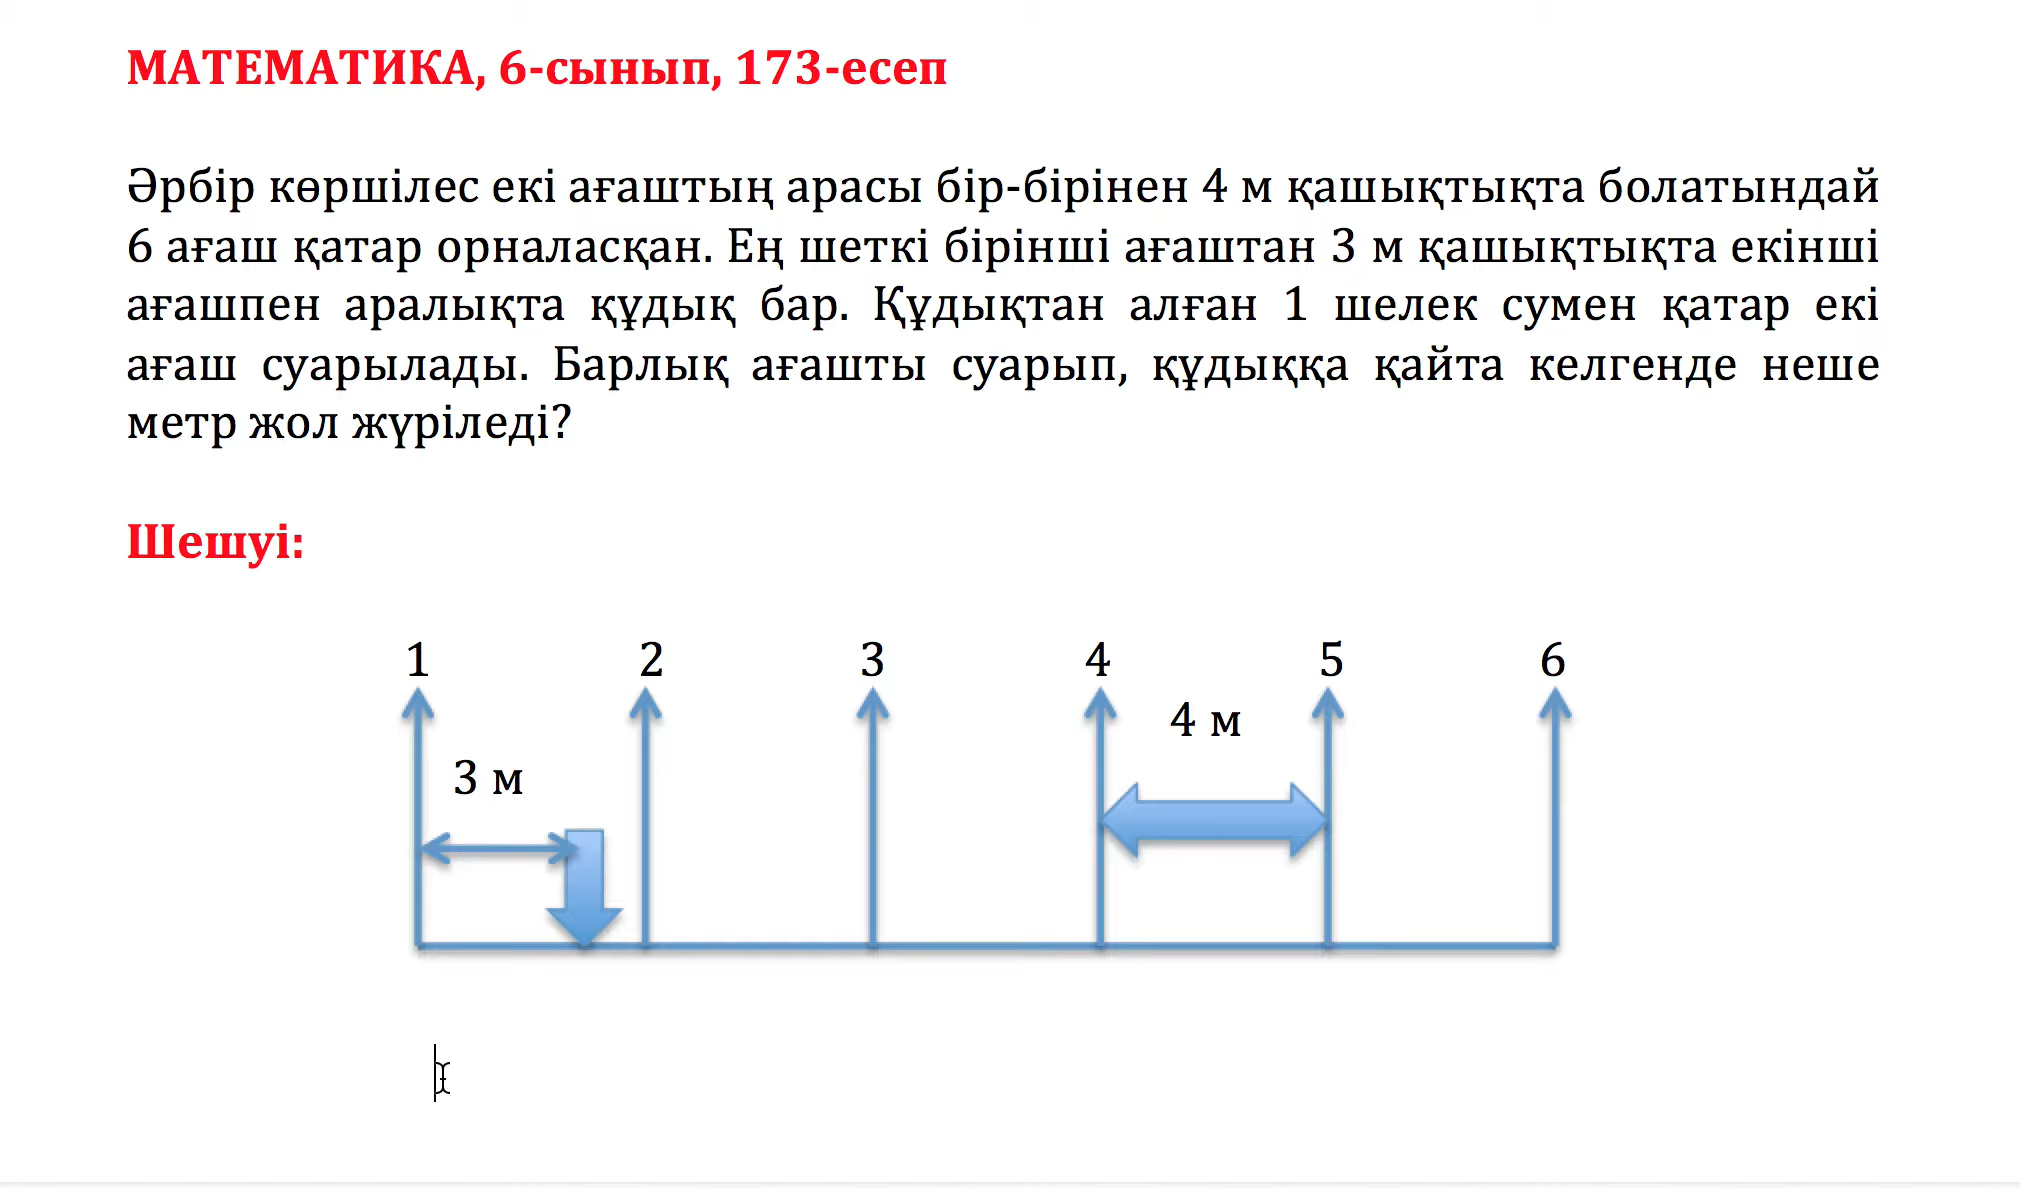 МАТЕМАТИКА, 6-сынып, 173-есеп
Әрбір көршілес екі ағаштың арасы бір-бірінен 4 м қашықтықта болатындай
6 ағаш қатар орналасқан. Ең шеткі бірінші ағаштан 3 м қашықтықта екінші
ағашпен аралықта құдық бар. Құдықтан алған 1 шелек сумен қатар екі
ағаш суарылады. Барлық ағашты суарып, құдыққа қайта келгенде неше
метр жол жүріледі?
Шешуі:
1 2 3 4 5 6
4 м
3 м